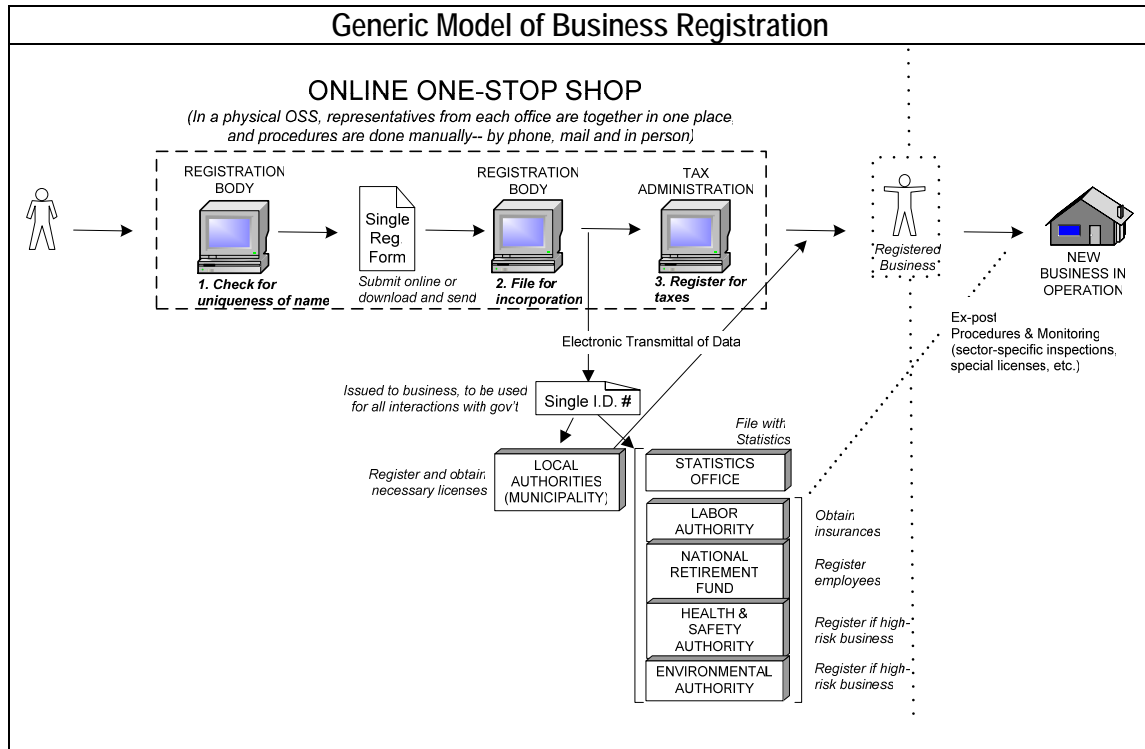 Generic Model of Business Registration
ONLINE ONE-STOP SHOP
(In a physical OSS, representatives from each office are together in one place,
and procedures are done manually-- by phone, mail and in person)
REGISTRATION
BODY
1. Check for
uniqueness of name
Single
Reg.
Form
Submit online or
download and send
REGISTRATION
BODY
2. File for
incorporation
TAX
ADMINISTRATION
3. Register for
taxes
Registered
Business
NEW
BUSINESS IN
OPERATION
Ex-post
Procedures & Monitoring
(sector-specific inspections,
special licenses, etc.)
Electronic Transmittal of Data
Issued to business, to be used
for all interactions with gov't
Single I.D. #
Register and obtain
necessary licenses
LOCAL
AUTHORITIES
(MUNICIPALITY)
File with
Statistics
STATISTICS
OFFICE
LABOR
AUTHORITY
Obtain
insurances
NATIONAL
RETIREMENT
FUND
Register
employees
HEALTH &
SAFETY
AUTHORITY
Register if high-
risk business
ENVIRONMENTAL
AUTHORITY
Register if high-
risk business